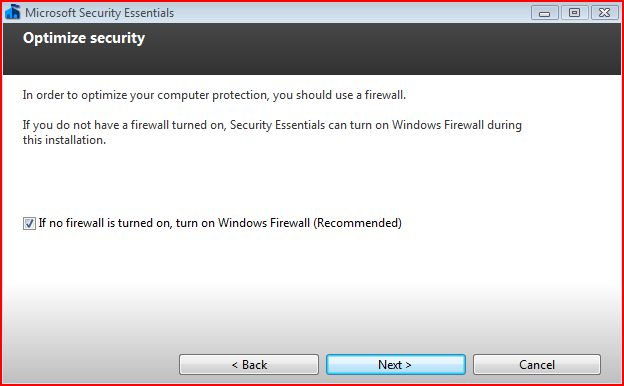 Microsoft Security Essentials
Optimize security
In order to optimize your computer protection, you should use a firewall.
If you do not have a firewall turned on, Security Essentials can turn on Windows Firewall during
this installation.
If no firewall is turned on, turn on Windows Firewall (Recommended)
< Back
Next >
Cancel